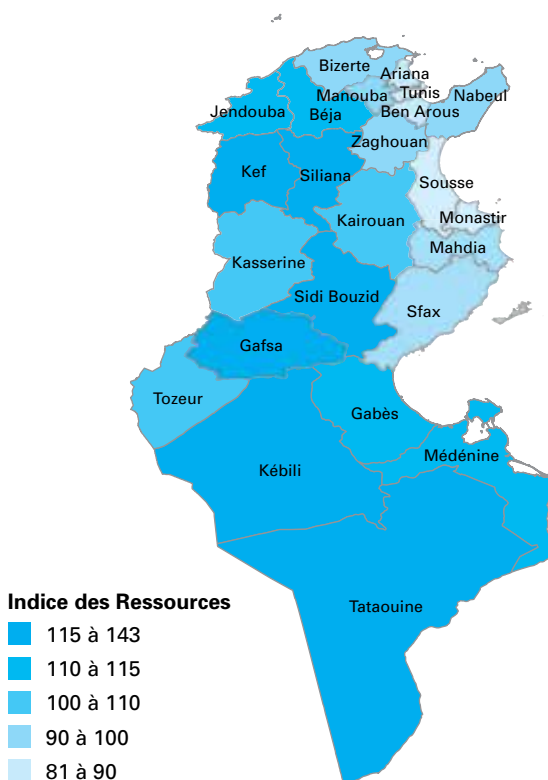 Bizerte
Ariana
Tunis
Manouba
Nabeul
Jendouba
Béja
Ben Arous
Zaghouan
Kef
Siliana
Sousse
Kairouan
Monastir
Mahdia
Kasserine
Sidi Bouzid
Sfax
Gafsa
Tozeur
Gabès
Médénine
Kébili
Tataouine
Indice des Ressources
115 à 143
110 à 115
100 à 110
90 à 100
81 à 90